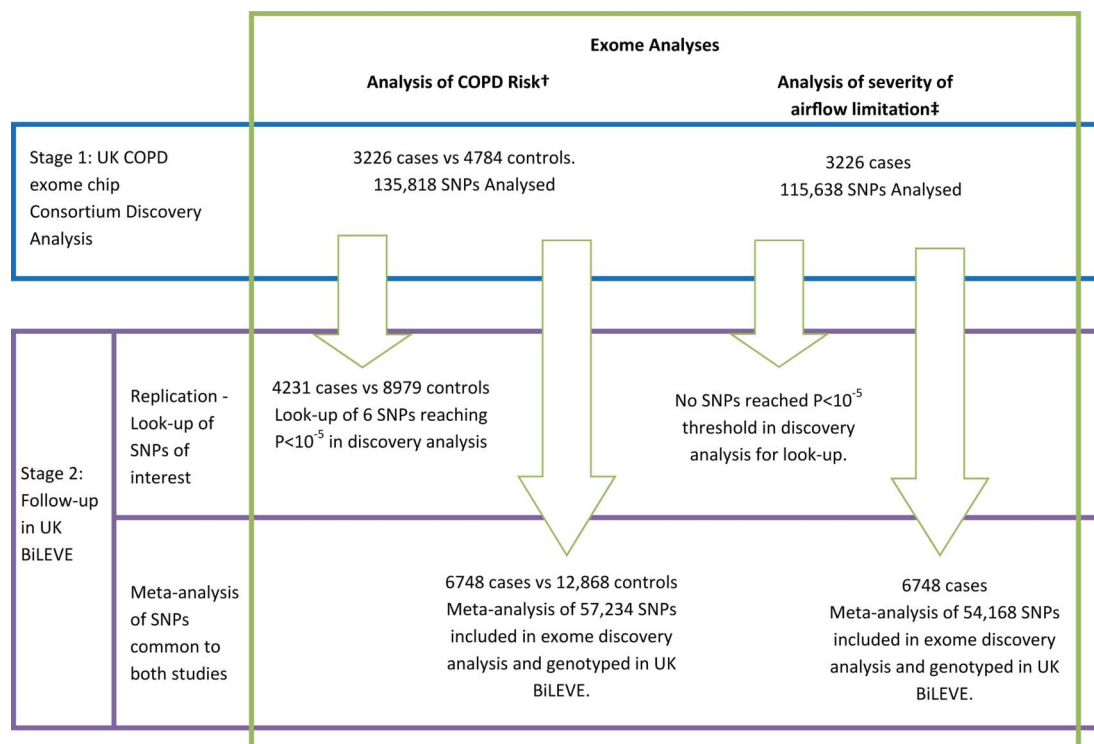 Exome Analyses
Analysis of COPD Risk†
Analysis of severity of
airflow limitation‡
Stage 1: UK COPD
exome chip
Consortium Discovery
Analysis
3226 cases vs 4784 controls.
135,818 SNPs Analysed
3226 cases
115,638 SNPs Analysed
Stage 2:
Follow-up
in UK
BiLEVE
Replication -
Look-up of
SNPs of
interest
4231 cases vs 8979 controls
Look-up of 6 SNPs reaching
P<10⁻⁵ in discovery analysis
No SNPs reached P<10⁻⁵
threshold in discovery
analysis for look-up.
Meta-analysis
of SNPs
common to
both studies
6748 cases vs 12,868 controls
Meta-analysis of 57,234 SNPs
included in exome discovery
analysis and genotyped in UK
BiLEVE.
6748 cases
Meta-analysis of 54,168 SNPs
included in exome discovery
analysis and genotyped in UK
BiLEVE.